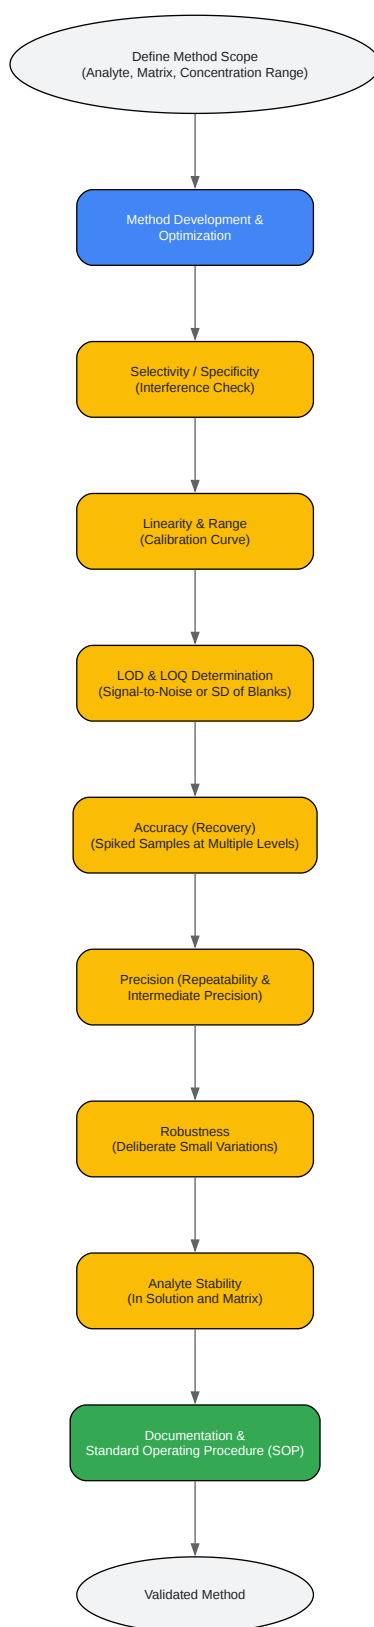 Define Method Scope
(Analyte, Matrix, Concentration Range)
Method Development &
Optimization
Selectivity / Specificity
(Interference Check)
Linearity & Range
(Calibration Curve)
LOD & LOQ Determination
(Signal-to-Noise or SD of Blanks)
Accuracy (Recovery)
(Spiked Samples at Multiple Levels)
Precision (Repeatability &
Intermediate Precision)
Robustness
(Deliberate Small Variations)
Analyte Stability
(In Solution and Matrix)
Documentation &
Standard Operating Procedure (SOP)
Validated Method